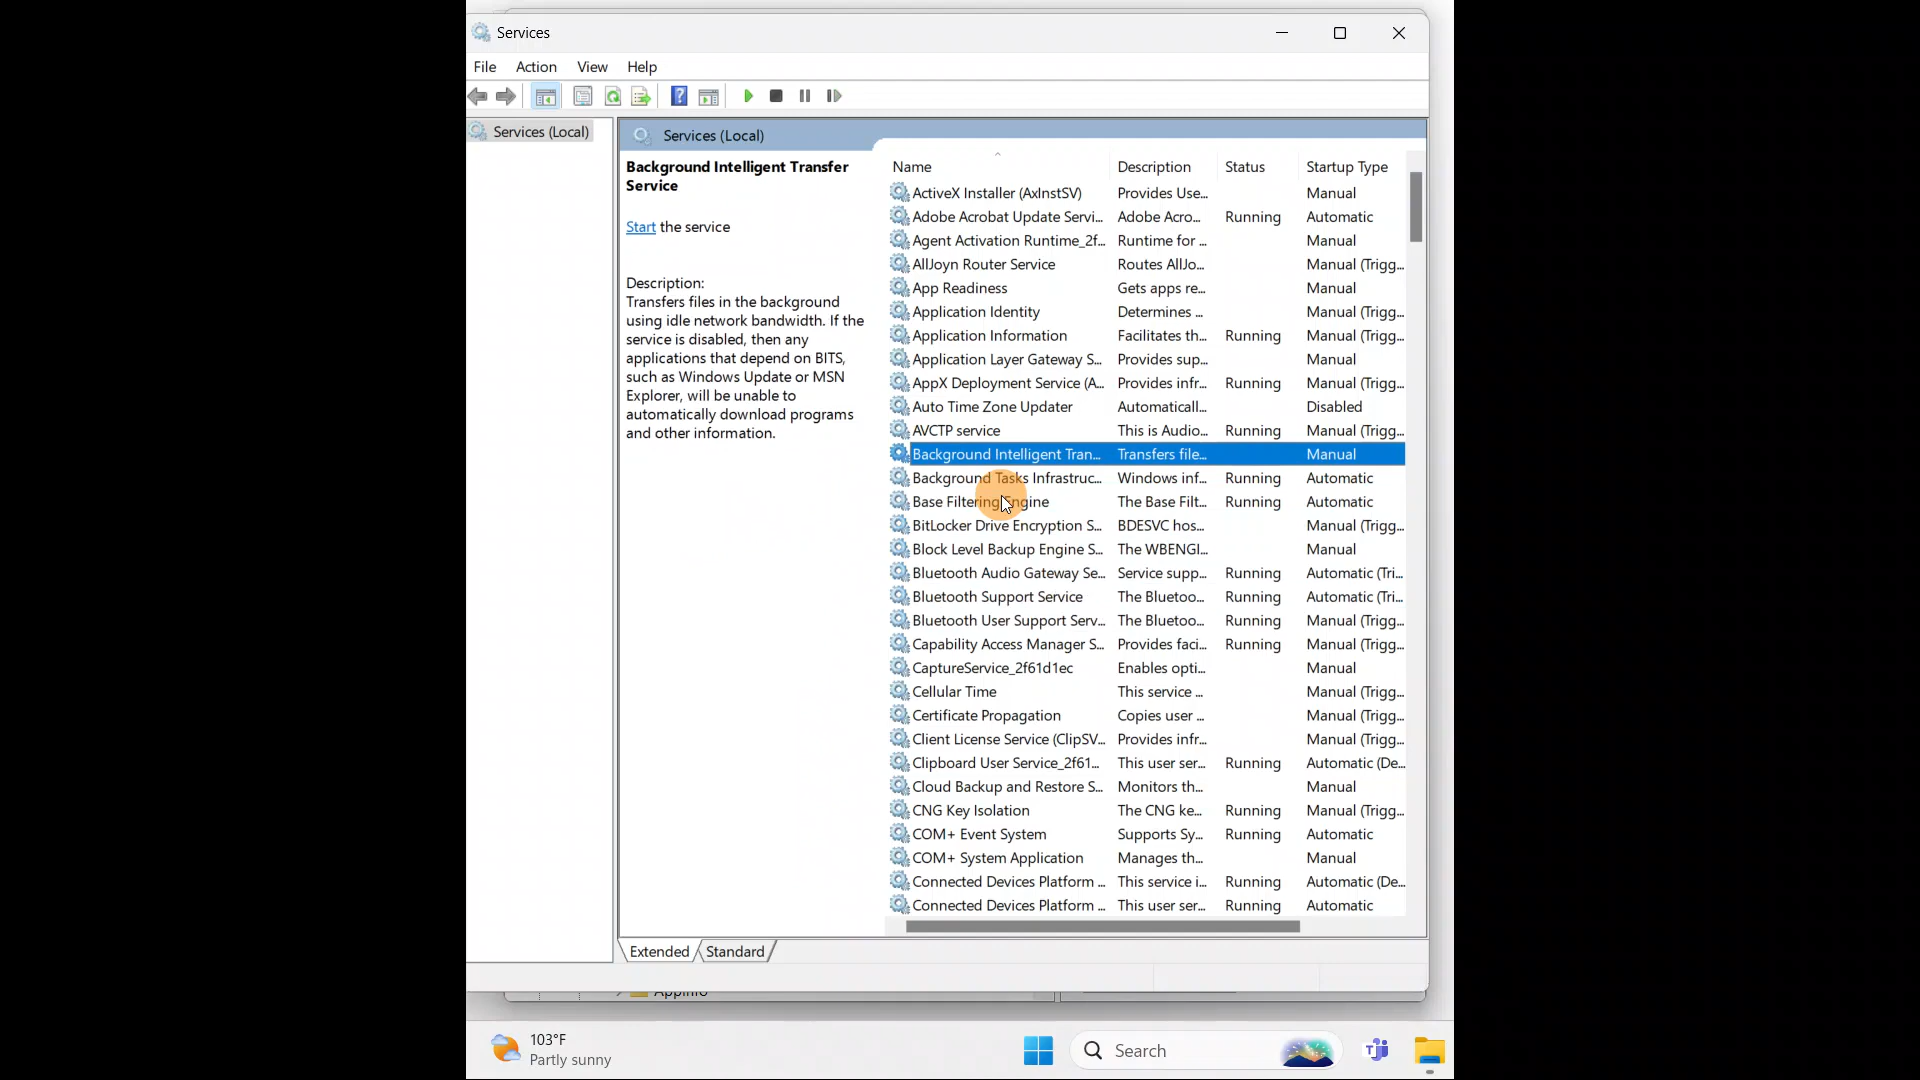 Services
File Action View Help
Services (Local)
Services (Local)
Background Intelligent Transfer
Service
Start the service
Description:
Transfers files in the background
using idle network bandwidth. If the
service is disabled, then any
applications that depend on BITS,
such as Windows Update or MSN
Explorer, will be unable to
automatically download programs
and other information.
Name Description Status Startup Type
ActiveX Installer (AxInstSV) Provides Use... Manual
Adobe Acrobat Update Servi... Adobe Acro... Running Automatic
Agent Activation Runtime_2f... Runtime for ... Manual
AllJoyn Router Service Routes AllJo... Manual (Trigg...
App Readiness Gets apps re... Manual
Application Identity Determines ... Manual (Trigg...
Application Information Facilitates th... Running Manual (Trigg...
Application Layer Gateway S... Provides sup... Manual
AppX Deployment Service (A... Provides infr... Running Manual (Trigg...
Auto Time Zone Updater Automaticall... Disabled
AVCTP service This is Audio... Running Manual (Trigg...
Background Intelligent Tran... Transfers file... Manual
Background Tasks Infrastruc... Windows inf... Running Automatic
Base Filtering Engine The Base Filt... Running Automatic
BitLocker Drive Encryption S... BDESVC hos... Manual (Trigg...
Block Level Backup Engine S... The WBENGI... Manual
Bluetooth Audio Gateway Se... Service supp... Running Automatic (Tri...
Bluetooth Support Service The Bluetoo... Running Automatic (Tri...
Bluetooth User Support Serv... The Bluetoo... Running Manual (Trigg...
Capability Access Manager S... Provides faci... Running Manual (Trigg...
CaptureService_2f61d1ec Enables opti... Manual
Cellular Time This service ... Manual (Trigg...
Certificate Propagation Copies user ... Manual (Trigg...
Client License Service (ClipSV... Provides infr... Manual (Trigg...
Clipboard User Service_2f61... This user ser... Running Automatic (De...
Cloud Backup and Restore S... Monitors th... Manual
CNG Key Isolation The CNG ke... Running Manual (Trigg...
COM+ Event System Supports Sy... Running Automatic
COM+ System Application Manages th... Manual
Connected Devices Platform ... This service i... Running Automatic (De...
Connected Devices Platform ... This user ser... Running Automatic
Extended Standard
AppInfo
103°F
Partly sunny
Search